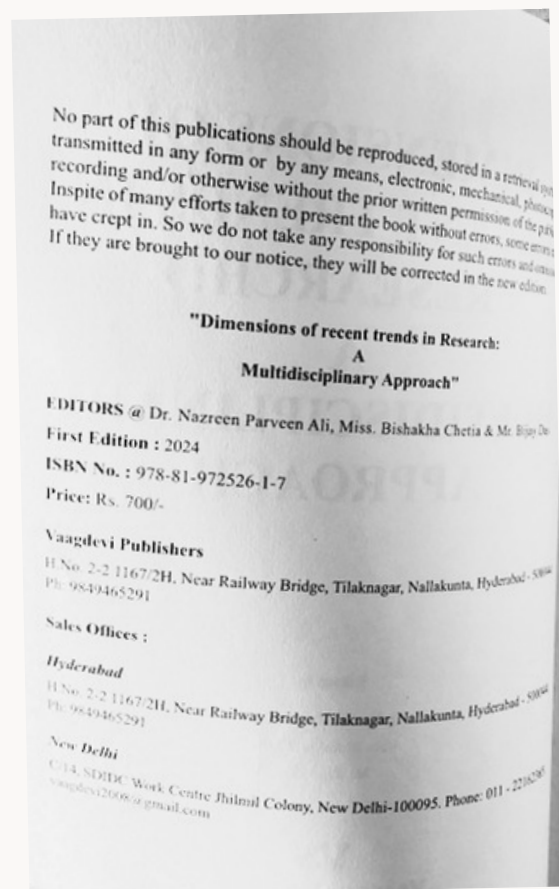 No part of this publications should be reproduced, stored in a retrieval
transmitted in any form or by any means, electronic, mechanical,
recording and/or otherwise without the prior written permission of the
Inspite of many efforts taken to present the book without errors, some
have crept in. So we do not take any responsibility for such errors and
If they are brought to our notice, they will be corrected in the new edition.
"Dimensions of recent trends in Research:
A
Multidisciplinary Approach"
EDITORS @ Dr. Nazreen Parveen Ali, Miss. Bishakha Chetia & Mr.
First Edition : 2024
ISBN No. : 978-81-972526-1-7
Price: Rs. 700/-
Vaagdevi Publishers
H.No. 2-2 1167/2H, Near Railway Bridge, Tilaknagar, Nallakunta, Hyderabad -
Ph: 9849465291
Sales Offices :
Hyderabad
H.No. 2-2 1167/2H, Near Railway Bridge, Tilaknagar, Nallakunta, Hyderabad -
Ph: 9849465291
New Delhi
C/14, SDIDC Work Centre Jhilmil Colony, New Delhi-100095. Phone: 011 -
vaagdevi2008@gmail.com